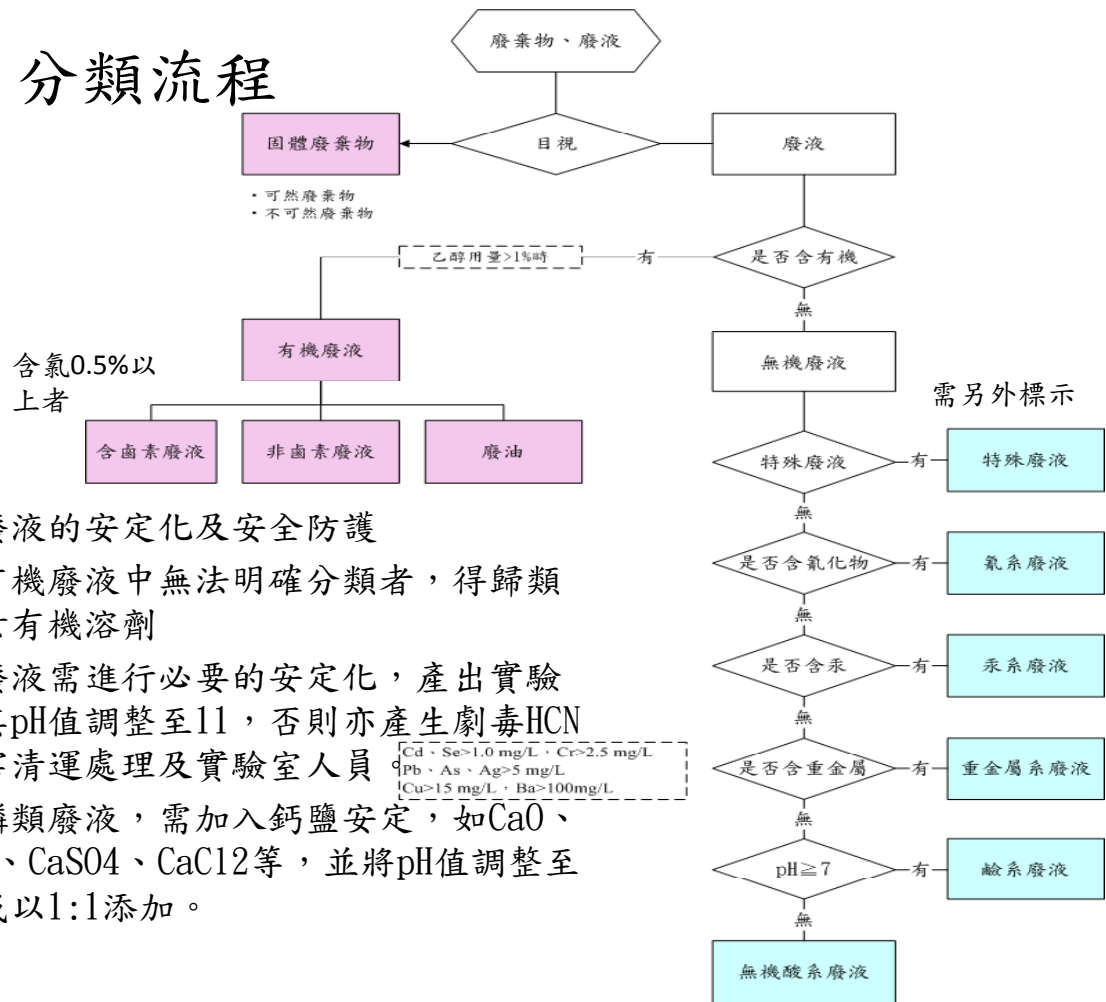 分類流程
廢棄物、廢液
目視
固體廢棄物
・可然廢棄物
・不可然廢棄物
廢液
是否含有機
有
乙醇用量>1%時
有機廢液
含氯0.5%以
上者
含鹵素廢液
非鹵素廢液
廢油
無
無機廢液
需另外標示
特殊廢液
有
特殊廢液
無
是否含氰化物
有
氰系廢液
無
是否含汞
有
汞系廢液
無
是否含重金屬
有
重金屬系廢液
Cd、Se>1.0 mg/L，Cr>2.5 mg/L
Pb、As、Ag>5 mg/L
Cu>15 mg/L，Ba>100mg/L
無
pH≧7
有
鹼系廢液
無
無機酸系廢液
廢液的安定化及安全防護
有機廢液中無法明確分類者，得歸類
有機溶劑
廢液需進行必要的安定化，產出實驗
pH值調整至11，否則亦產生劇毒HCN
清運處理及實驗室人員。
類廢液，需加入鈣鹽安定，如CaO、
、CaSO4、CaCl2等，並將pH值調整至
以1:1添加。